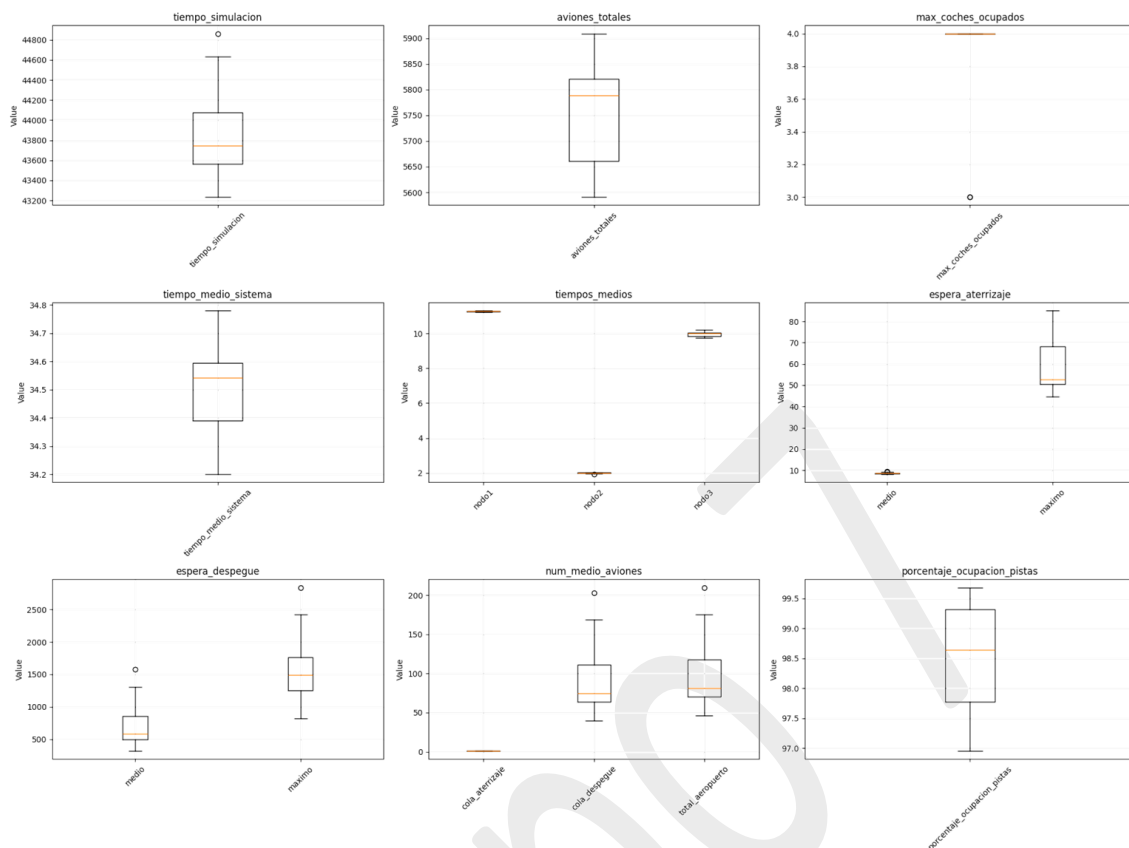 tiempo_simulacion
44800
44600
44400
44200
44000
43800
43600
43400
43200
Value
tiempo_simulacion
aviones_totales
5900
5850
5800
5750
5700
5650
5600
Value
aviones_totales
max_coches_ocupados
4.0
3.8
3.6
3.4
3.2
3.0
Value
max_coches_ocupados
tiempo_medio_sistema
34.8
34.7
34.6
34.5
34.4
34.3
34.2
Value
tiempo_medio_sistema
tiempos_medios
10
8
6
4
2
Value
nodo1
nodo2
nodo3
espera_aterrizaje
80
70
60
50
40
30
20
10
Value
medio
maximo
espera_despegue
2500
2000
1500
1000
500
Value
medio
maximo
num_medio_aviones
200
150
100
50
0
Value
cola_aterrizaje
cola_despegue
total_aeropuerto
porcentaje_ocupacion_pistas
99.5
99.0
98.5
98.0
97.5
97.0
Value
porcentaje_ocupacion_pistas